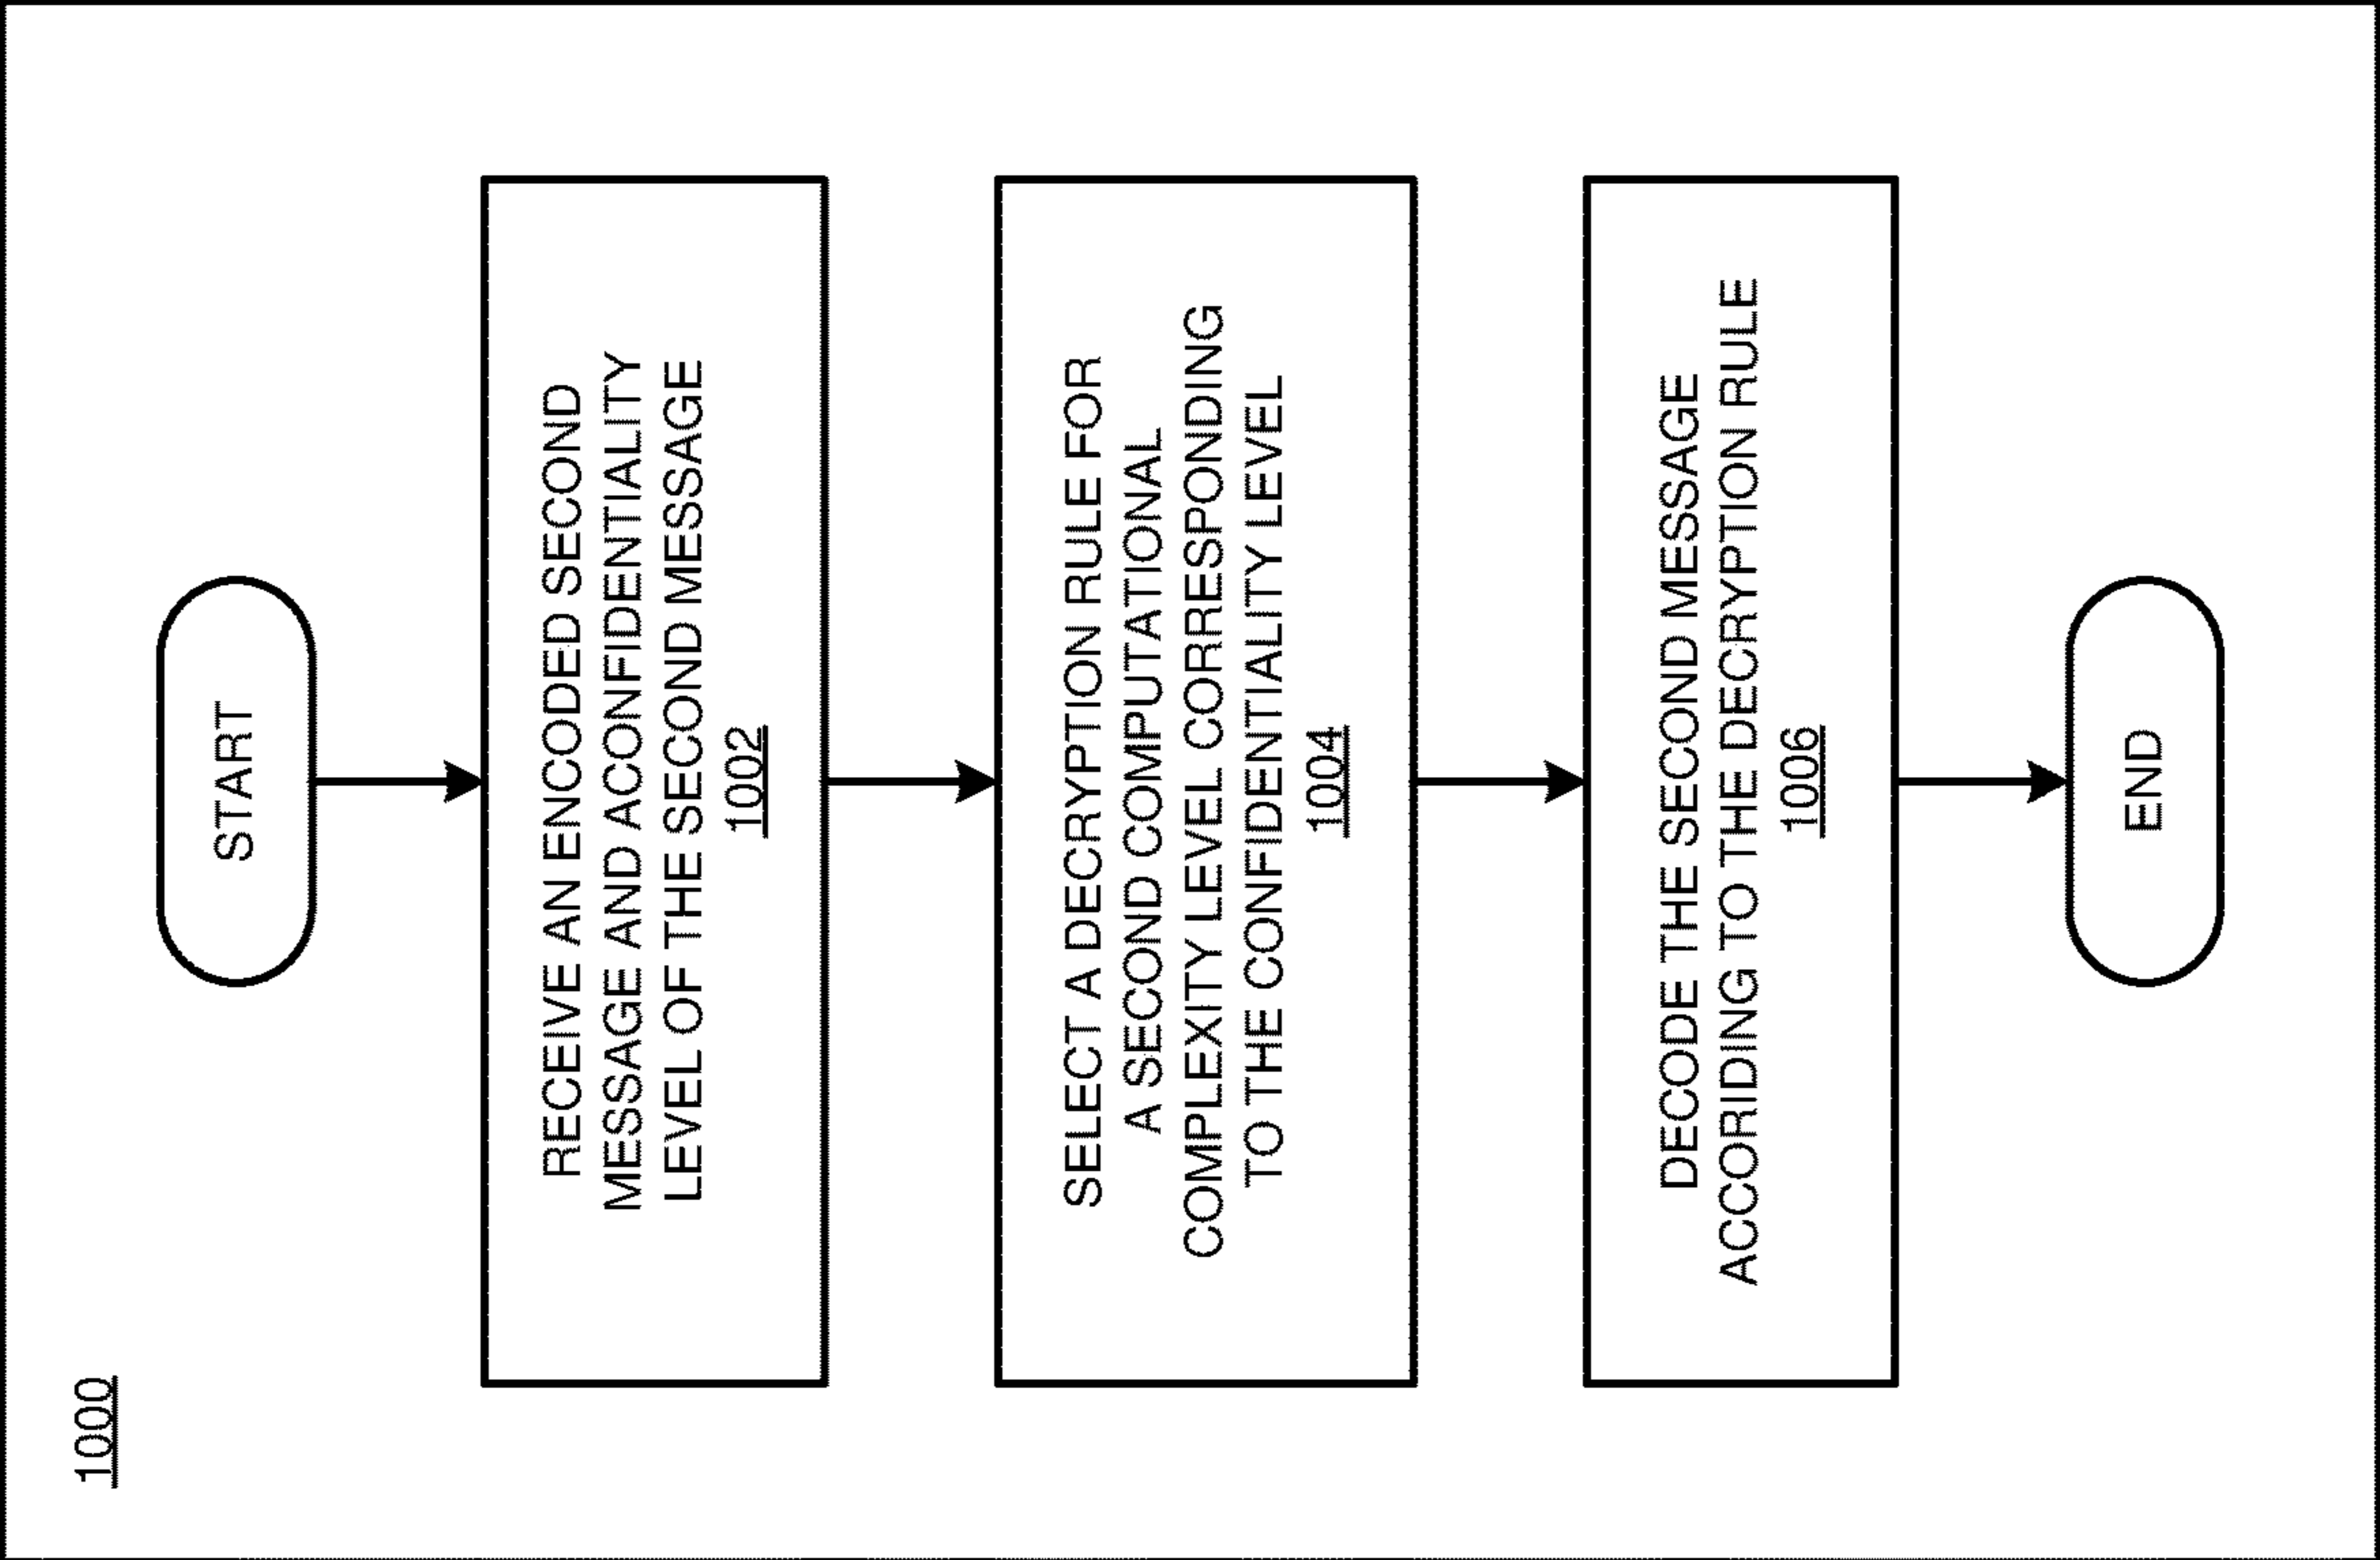 1000
START
RECEIVE AN ENCODED SECOND
MESSAGE AND ACONFIDENTIALITY
LEVEL OF THE SECOND MESSAGE
1002
SELECT A DECRYPTION RULE FOR
A SECOND COMPUTATIONAL
COMPLEXITY LEVEL CORRESPONDING
TO THE CONFIDENTIALITY LEVEL
1004
DECODE THE SECOND MESSAGE
ACCORIDING TO THE DECRYPTION RULE
1006
END